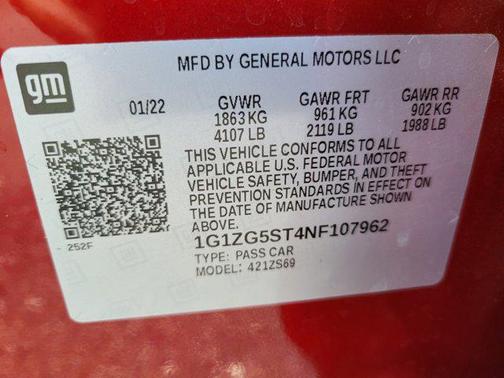 gm
MFD BY GENERAL MOTORS LLC
01/22 GVWR GAWR FRT GAWR RR
1863 KG 961 KG 902 KG
4107 LB 2119 LB 1988 LB
THIS VEHICLE CONFORMS TO ALL
APPLICABLE U.S. FEDERAL MOTOR
VEHICLE SAFETY, BUMPER, AND THEFT
PREVENTION STANDARDS IN EFFECT ON
THE DATE OF MANUFACTURE SHOWN
ABOVE.
252F
1G1ZG5ST4NF107962
TYPE: PASS CAR
MODEL: 421ZS69